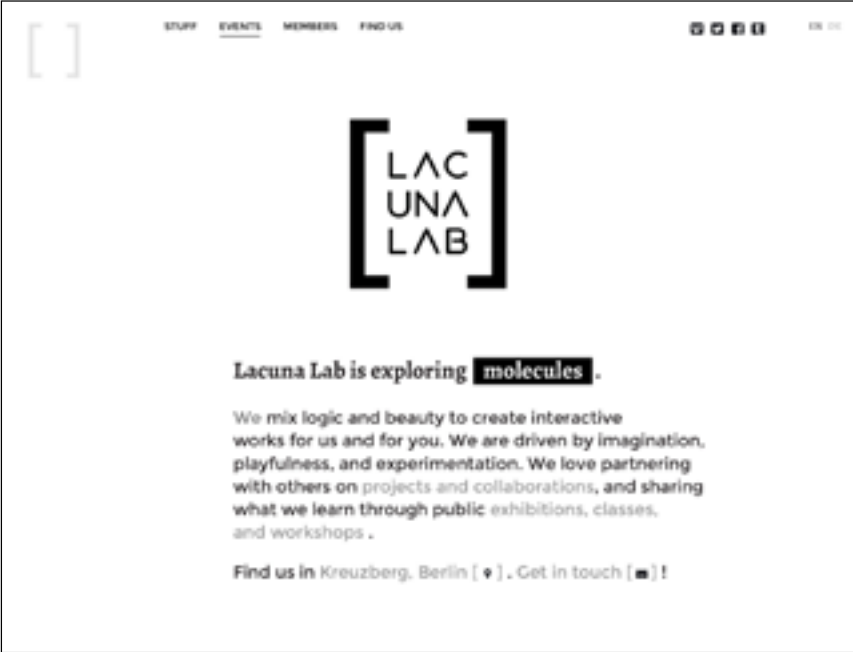 [ ]
STUFF EVENTS MEMBERS FIND US
EN DE
[LAC
UNA
LAB]
Lacuna Lab is exploring molecules .
We mix logic and beauty to create interactive
works for us and for you. We are driven by imagination,
playfulness, and experimentation. We love partnering
with others on projects and collaborations, and sharing
what we learn through public exhibitions, classes,
and workshops .
Find us in Kreuzberg, Berlin [ ] . Get in touch [ ] !